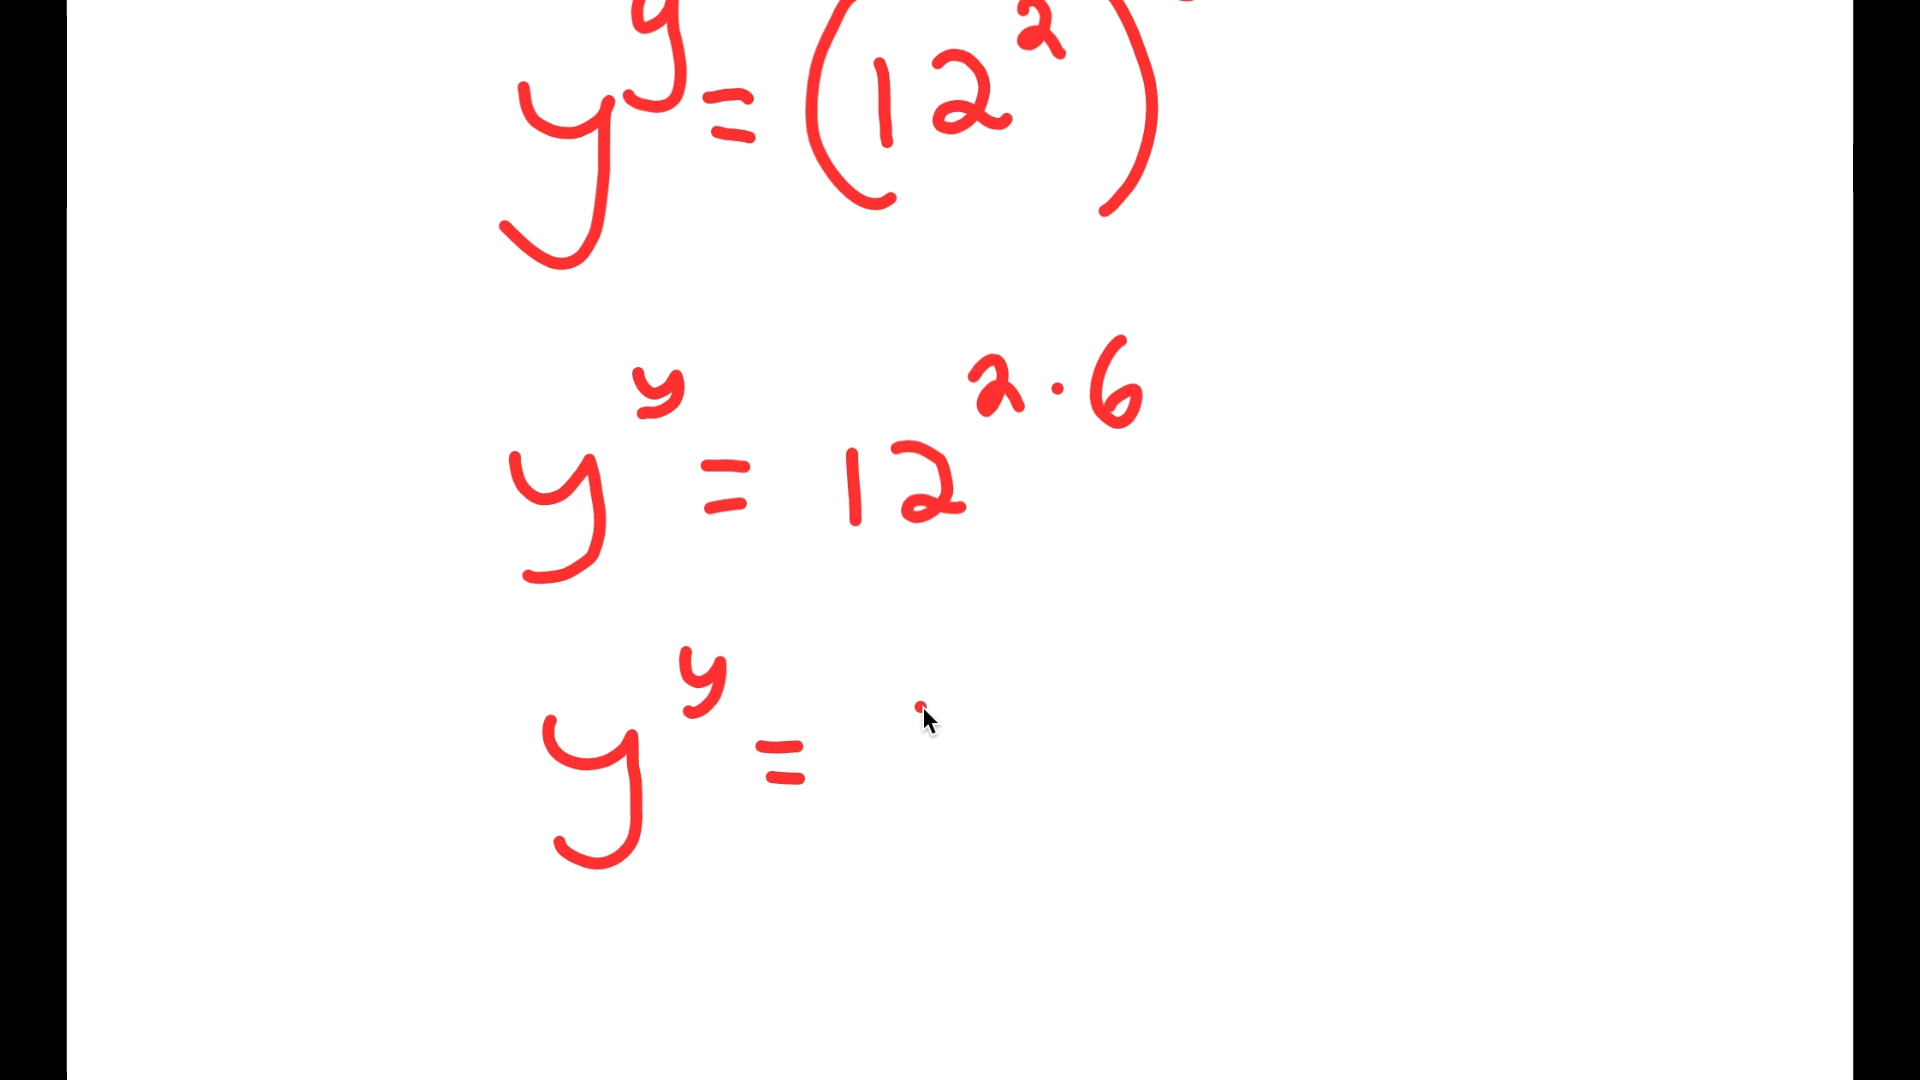 y^y = (12^2)
y^y = 12^{2·6}
y^y =